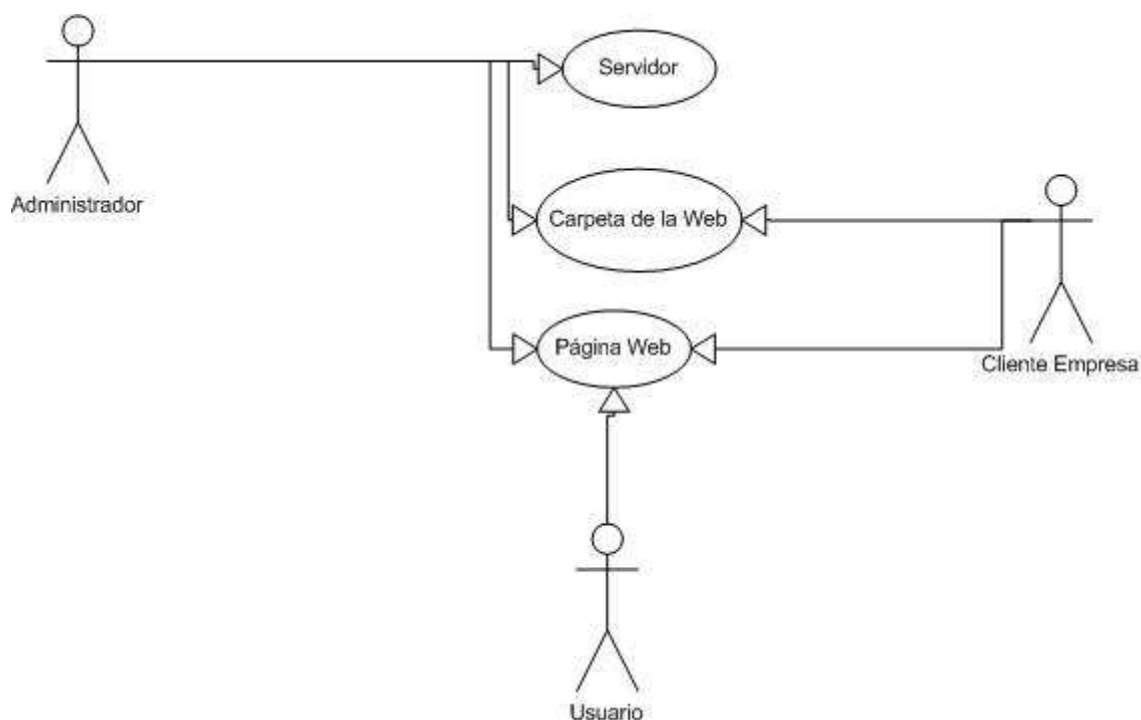 Servidor
Administrador
Carpeta de la Web
Página Web
Cliente Empresa
Usuario